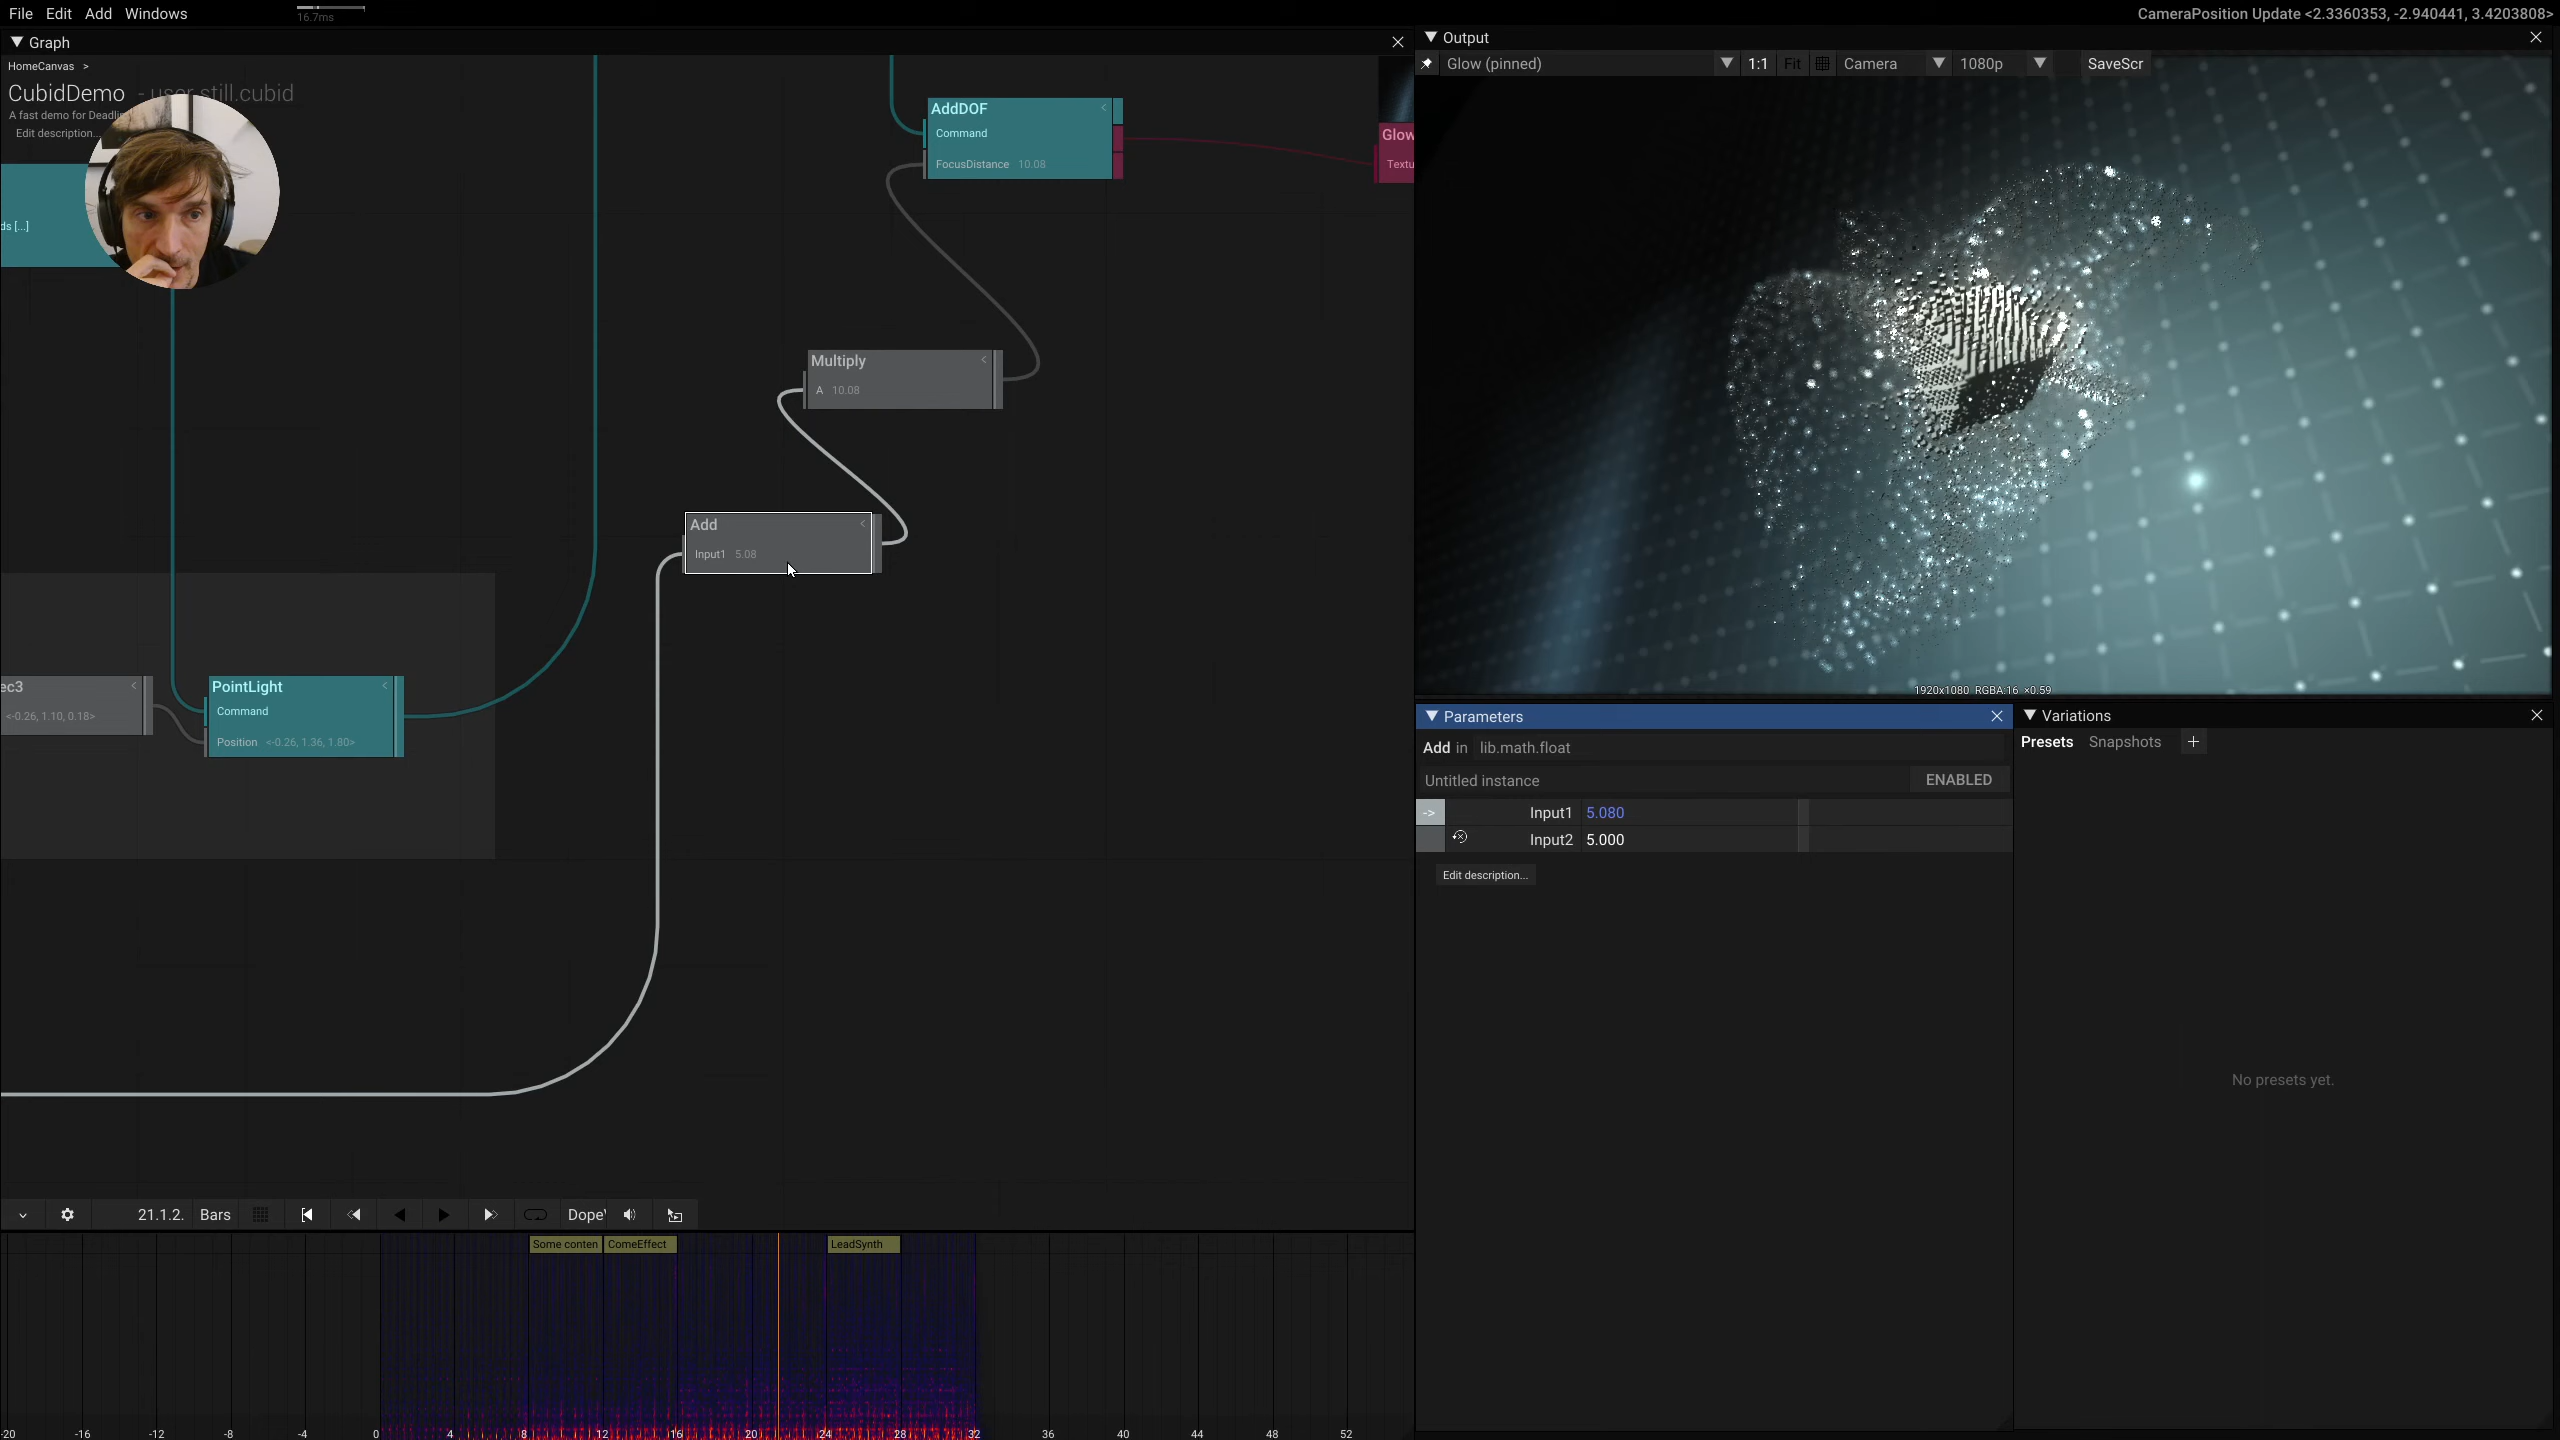 File Edit Add Windows
16.7ms
CameraPosition Update <2.3360353, -2.940441, 3.4203808>
Graph
HomeCanvas >
CubidDemo - user.still.cubid
A fast demo for Deadli
Edit description...
ds [...]
AddDOF
Command
FocusDistance 10.08
Glow
Textu
Multiply
A 10.08
Add
Input1 5.08
ec3
<-0.26, 1.10, 0.18>
PointLight
Command
Position <-0.26, 1.36, 1.80>
21.1.2. Bars DopeV
Some conten ComeEffect LeadSynth
-20 -16 -12 -8 -4 0 4 8 12 16 20 24 28 32 36 40 44 48 52
Output
Glow (pinned) 1:1 Fit Camera 1080p SaveScr
1920x1080 RGBA:16 ×0.59
Parameters
Add in lib.math.float
Untitled instance ENABLED
-> Input1 5.080
Input2 5.000
Edit description...
Variations
Presets Snapshots +
No presets yet.